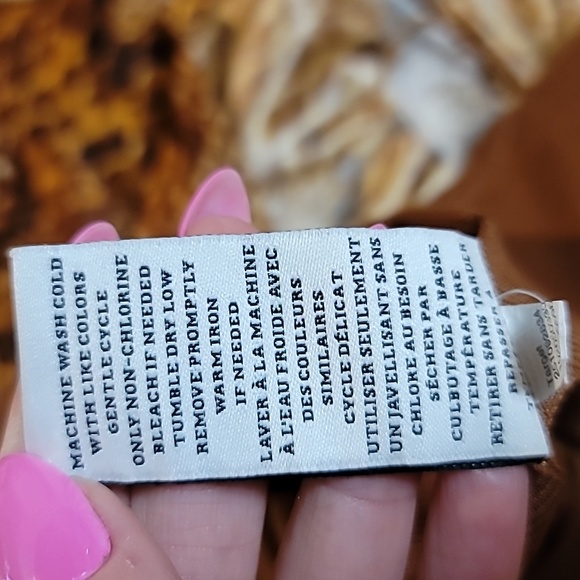 MACHINE WASH COLD
WITH LIKE COLORS
GENTLE CYCLE
ONLY NON-CHLORINE
BLEACH IF NEEDED
TUMBLE DRY LOW
REMOVE PROMPTLY
WARM IRON
IF NEEDED
LAVER À LA MACHINE
À L'EAU FROIDE AVEC
DES COULEURS
SIMILAIRES
CYCLE DÉLICAT
UTILISER SEULEMENT
UN JAVELLISANT SANS
CHLORE AU BESOIN
SÉCHER PAR
CULBUTAGE À BASSE
TEMPÉRATURE
RETIRER SANS TARDER